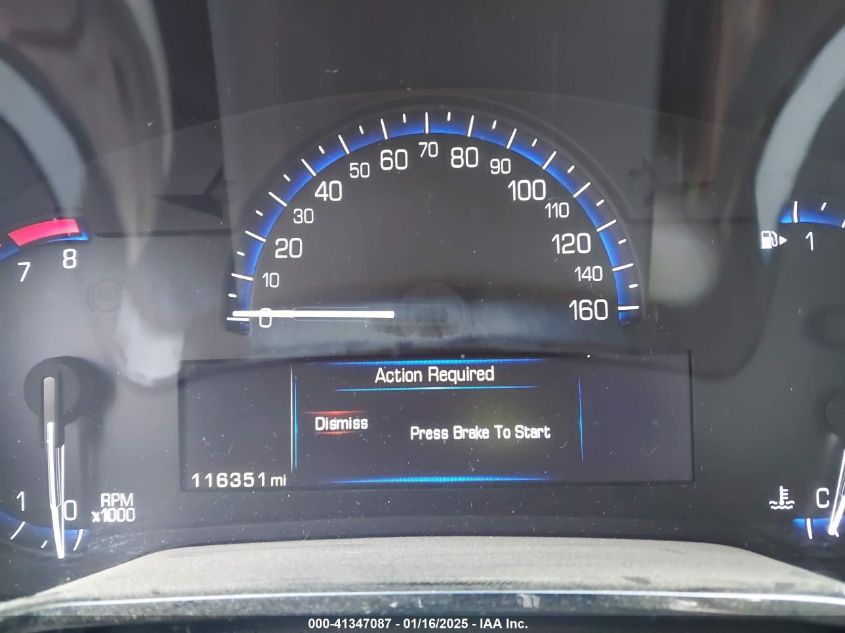 0 10 20 30 40 50 60 70 80 90 100 110 120 140 160
7 8
1
Action Required
Dismiss
Press Brake To Start
116351 mi
1 0
RPM
x1000
C
000-41347087 - 01/16/2025 - IAA Inc.